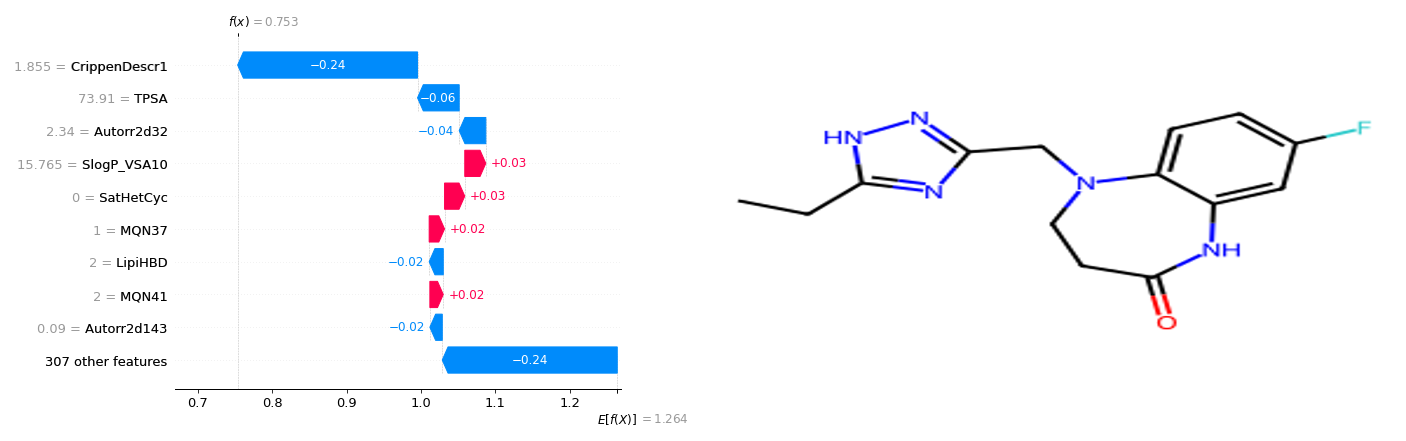 f(x) = 0.753
1.855 = CrippenDescr1
−0.24
73.91 = TPSA
−0.06
2.34 = Autorr2d32
−0.04
15.765 = SlogP_VSA10
+0.03
0 = SatHetCyc
+0.03
1 = MQN37
+0.02
2 = LipiHBD
−0.02
2 = MQN41
+0.02
0.09 = Autorr2d143
−0.02
307 other features
−0.24
0.7 0.8 0.9 1.0 1.1 1.2
E[f(X)] = 1.264
N
HN
N
N
F
NH
O